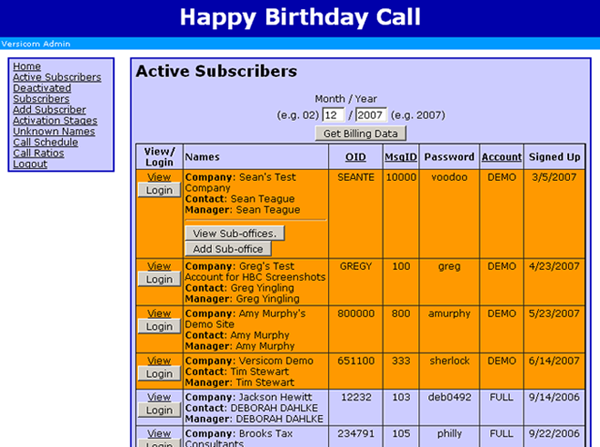 Happy Birthday Call
Versicom Admin
Home
Active Subscribers
Deactivated
Subscribers
Add Subscriber
Activation Stages
Unknown Names
Call Schedule
Call Ratios
Logout
Active Subscribers
Month / Year
(e.g. 02) 12 / 2007 (e.g. 2007)
Get Billing Data
View/ Login Names OID MsgID Password Account Signed Up
View Company: Sean's Test SEANTE 10000 voodoo DEMO 3/5/2007
Login Company
Contact: Sean Teague
Manager: Sean Teague
View Sub-offices.
Add Sub-office
View Company: Greg's Test GREGY 100 greg DEMO 4/23/2007
Login Account for HBC Screenshots
Contact: Greg Yingling
Manager: Greg Yingling
View Company: Amy Murphy's 800000 800 amurphy DEMO 5/23/2007
Login Demo Site
Contact: Amy Murphy
Manager: Amy Murphy
View Company: Versicom Demo 651100 333 sherlock DEMO 6/14/2007
Login Contact: Tim Stewart
Manager: Tim Stewart
View Company: Jackson Hewitt 12232 103 deb0492 FULL 9/14/2006
Login Contact: DEBORAH DAHLKE
Manager: DEBORAH DAHLKE
View Company: Brooks Tax 234791 105 philly FULL 9/22/2006
Login Consultants